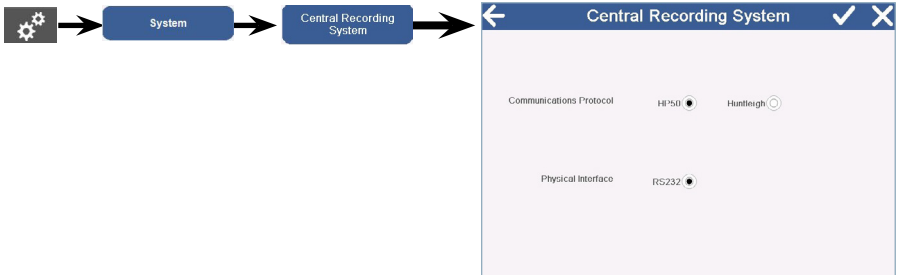 System
Central Recording
System
Central Recording System
Communications Protocol HP50 Huntleigh
Physical Interface RS232